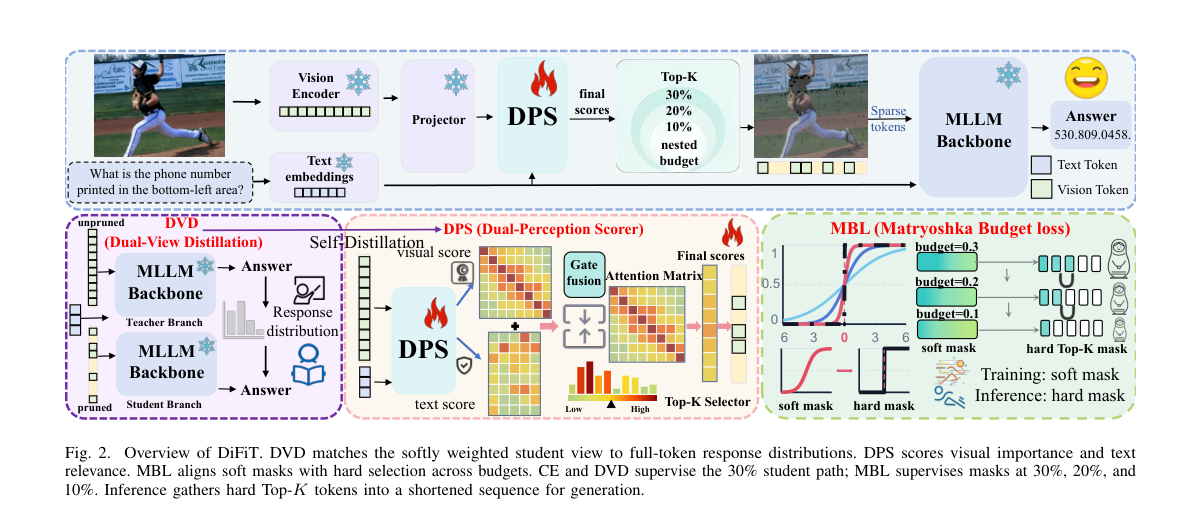 Vision
Encoder
Projector
DPS
final
scores
Top-K
30%
20%
10%
nested
budget
Sparse
tokens
MLLM
Backbone
Answer
530.809.0458.
What is the phone number
printed in the bottom-left area?
Text
embeddings
Text Token
Vision Token
unpruned
DVD
(Dual-View Distillation)
Self-Distillation
MLLM
Backbone
Teacher Branch
Answer
Response
distribution
MLLM
Backbone
Student Branch
Answer
pruned
DPS (Dual-Perception Scorer)
visual score
DPS
text score
Gate
fusion
Attention Matrix
Final scores
Low
High
Top-K Selector
MBL (Matryoshka Budget loss)
1
0.5
0
6
3
0
3
6
soft mask
hard mask
budget=0.3
budget=0.2
budget=0.1
soft mask
hard Top-K mask
Training: soft mask
Inference: hard mask
Fig. 2. Overview of DiFiT. DVD matches the softly weighted student view to full-token response distributions. DPS scores visual importance and text
relevance. MBL aligns soft masks with hard selection across budgets. CE and DVD supervise the 30% student path; MBL supervises masks at 30%, 20%, and
10%. Inference gathers hard Top-K tokens into a shortened sequence for generation.